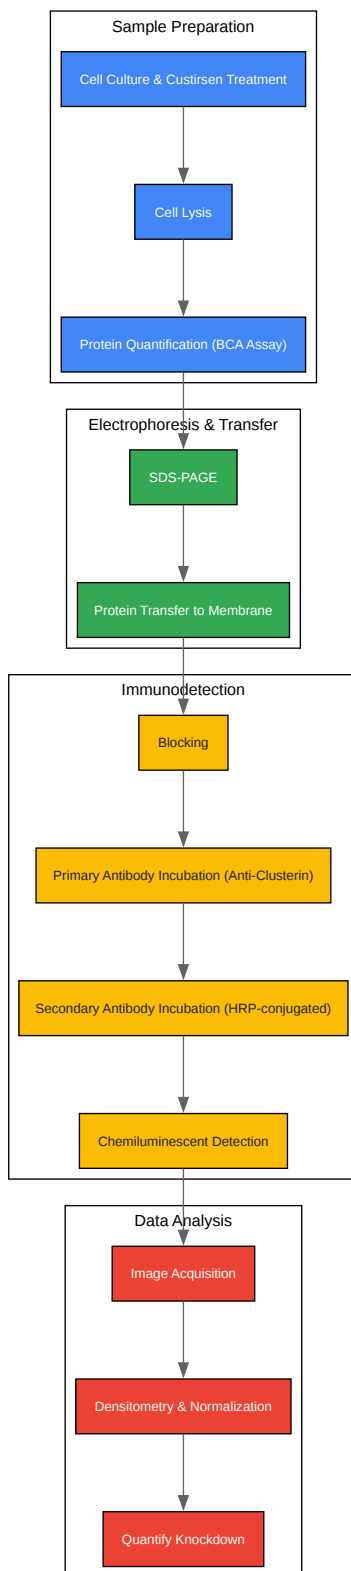 Sample Preparation
Cell Culture & Custirsen Treatment
Cell Lysis
Protein Quantification (BCA Assay)
Electrophoresis & Transfer
SDS-PAGE
Protein Transfer to Membrane
Immunodetection
Blocking
Primary Antibody Incubation (Anti-Clusterin)
Secondary Antibody Incubation (HRP-conjugated)
Chemiluminescent Detection
Data Analysis
Image Acquisition
Densitometry & Normalization
Quantify Knockdown